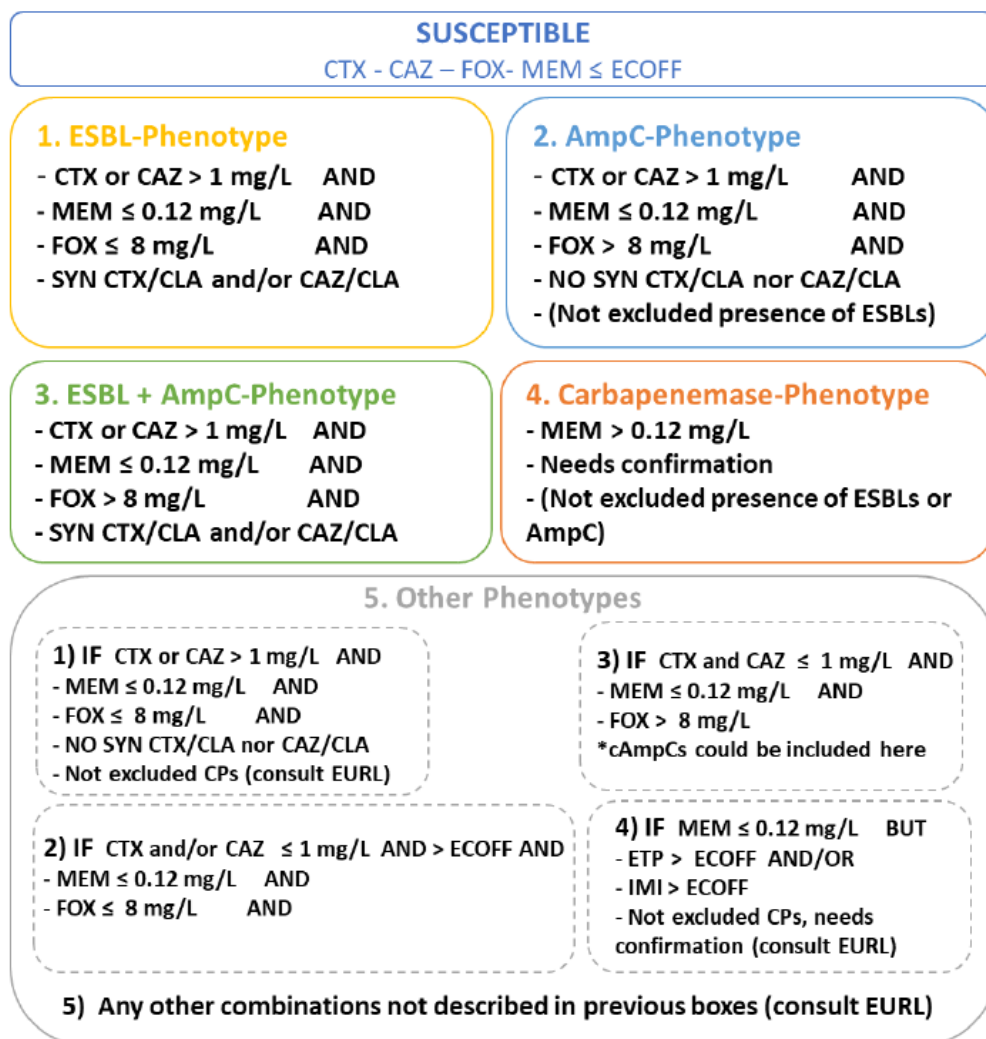 SUSCEPTIBLE
CTX - CAZ – FOX- MEM ≤ ECOFF
1. ESBL-Phenotype
- CTX or CAZ > 1 mg/L AND
- MEM ≤ 0.12 mg/L AND
- FOX ≤ 8 mg/L AND
- SYN CTX/CLA and/or CAZ/CLA
2. AmpC-Phenotype
- CTX or CAZ > 1 mg/L AND
- MEM ≤ 0.12 mg/L AND
- FOX > 8 mg/L AND
- NO SYN CTX/CLA nor CAZ/CLA
- (Not excluded presence of ESBLs)
3. ESBL + AmpC-Phenotype
- CTX or CAZ > 1 mg/L AND
- MEM ≤ 0.12 mg/L AND
- FOX > 8 mg/L AND
- SYN CTX/CLA and/or CAZ/CLA
4. Carbapenemase-Phenotype
- MEM > 0.12 mg/L
- Needs confirmation
- (Not excluded presence of ESBLs or
AmpC)
5. Other Phenotypes
1) IF CTX or CAZ > 1 mg/L AND
- MEM ≤ 0.12 mg/L AND
- FOX ≤ 8 mg/L AND
- NO SYN CTX/CLA nor CAZ/CLA
- Not excluded CPs (consult EURL)
3) IF CTX and CAZ ≤ 1 mg/L AND
- MEM ≤ 0.12 mg/L AND
- FOX > 8 mg/L
*cAmpCs could be included here
2) IF CTX and/or CAZ ≤ 1 mg/L AND > ECOFF AND
- MEM ≤ 0.12 mg/L AND
- FOX ≤ 8 mg/L AND
4) IF MEM ≤ 0.12 mg/L BUT
- ETP > ECOFF AND/OR
- IMI > ECOFF
- Not excluded CPs, needs
confirmation (consult EURL)
5) Any other combinations not described in previous boxes (consult EURL)